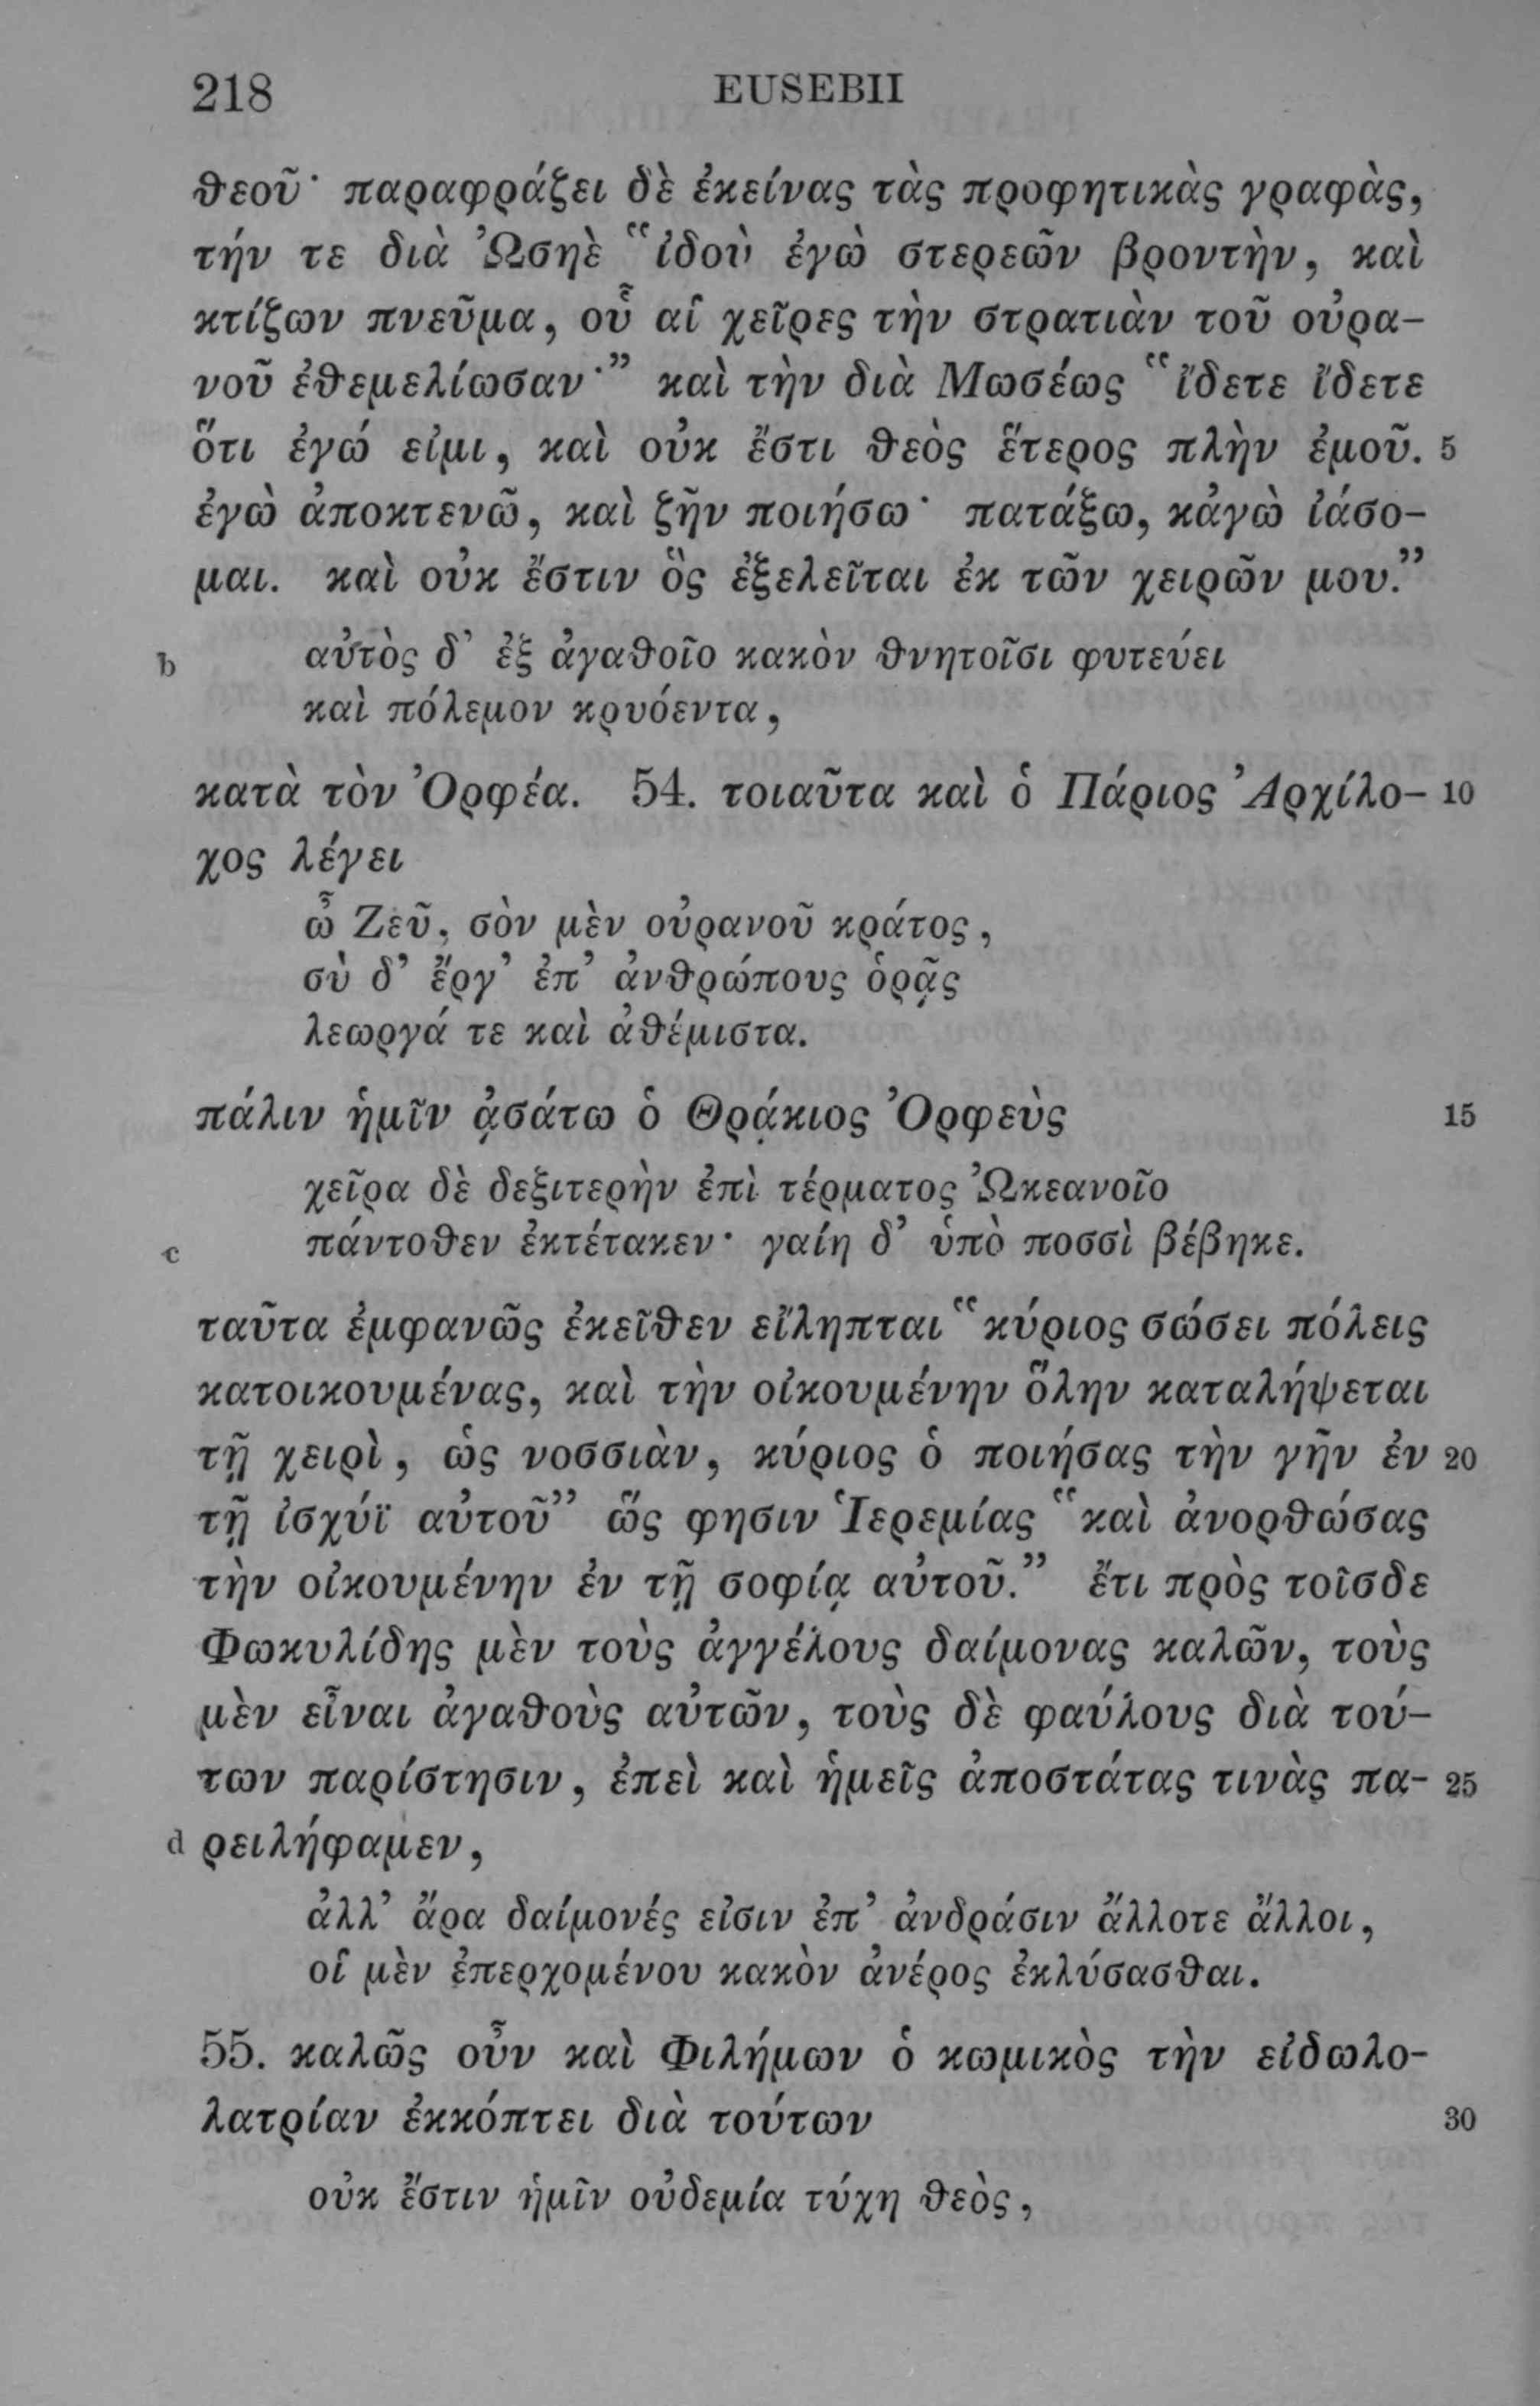 218 EUSEBII
θεοῦ· παραφράζει δὲ ἐκείνας τὰς προφητικὰς γραφὰς,
τήν τε διὰ Ὠσηὲ “ἰδοὺ ἐγὼ στερεῶν βροντὴν, καὶ
κτίζων πνεῦμα, οὗ αἱ χεῖρες τὴν στρατιὰν τοῦ οὐρα-
νοῦ ἐθεμελίωσαν·” καὶ τὴν διὰ Μωσέως “ἴδετε ἴδετε
ὅτι ἐγώ εἰμι, καὶ οὐκ ἔστι θεὸς ἕτερος πλὴν ἐμοῦ. 5
ἐγὼ ἀποκτενῶ, καὶ ζῆν ποιήσω· πατάξω, κἀγὼ ἰάσο-
μαι. καὶ οὐκ ἔστιν ὃς ἐξελεῖται ἐκ τῶν χειρῶν μου.”
b αὐτὸς δ’ ἐξ ἀγαθοῖο κακὸν θνητοῖσι φυτεύει
καὶ πόλεμον κρυόεντα,
κατὰ τὸν Ὀρφέα. 54. τοιαῦτα καὶ ὁ Πάριος Ἀρχίλο- 10
χος λέγει
ὦ Ζεῦ, σὸν μὲν οὐρανοῦ κράτος,
σὺ δ’ ἔργ’ ἐπ’ ἀνθρώπους ὁρᾷς
λεωργά τε καὶ ἀθέμιστα.
πάλιν ἡμῖν ᾀσάτω ὁ Θρᾴκιος Ὀρφεὺς 15
χεῖρα δὲ δεξιτερὴν ἐπὶ τέρματος Ὠκεανοῖο
c πάντοθεν ἐκτέτακεν· γαίη δ’ ὑπὸ ποσσὶ βέβηκε.
ταῦτα ἐμφανῶς ἐκεῖθεν εἴληπται “κύριος σώσει πόλεις
κατοικουμένας, καὶ τὴν οἰκουμένην ὅλην καταλήψεται
τῇ χειρὶ, ὡς νοσσιὰν, κύριος ὁ ποιήσας τὴν γῆν ἐν 20
τῇ ἰσχύϊ αὐτοῦ” ὥς φησιν Ἱερεμίας “καὶ ἀνορθώσας
τὴν οἰκουμένην ἐν τῇ σοφίᾳ αὐτοῦ.” ἔτι πρὸς τοῖσδε
Φωκυλίδης μὲν τοὺς ἀγγέλους δαίμονας καλῶν, τοὺς
μὲν εἶναι ἀγαθοὺς αὐτῶν, τοὺς δὲ φαύλους διὰ τού-
των παρίστησιν, ἐπεὶ καὶ ἡμεῖς ἀποστάτας τινὰς πα- 25
d ρειλήφαμεν,
ἀλλ’ ἄρα δαίμονές εἰσιν ἐπ’ ἀνδράσιν ἄλλοτε ἄλλοι,
οἱ μὲν ἐπερχομένου κακὸν ἀνέρος ἐκλύσασθαι.
55. καλῶς οὖν καὶ Φιλήμων ὁ κωμικὸς τὴν εἰδωλο-
λατρίαν ἐκκόπτει διὰ τούτων 30
οὐκ ἔστιν ἡμῖν οὐδεμία τύχη θεὸς,